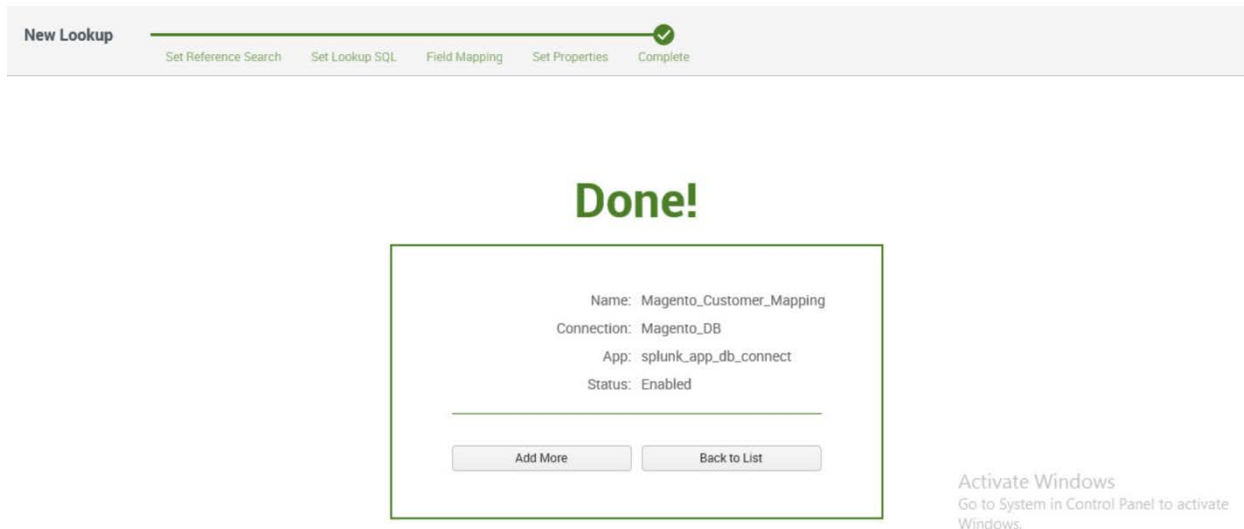 New Lookup
Set Reference Search Set Lookup SQL Field Mapping Set Properties Complete
Done!
Name: Magento_Customer_Mapping
Connection: Magento_DB
App: splunk_app_db_connect
Status: Enabled
Add More Back to List
Activate Windows
Go to System in Control Panel to activate
Windows.